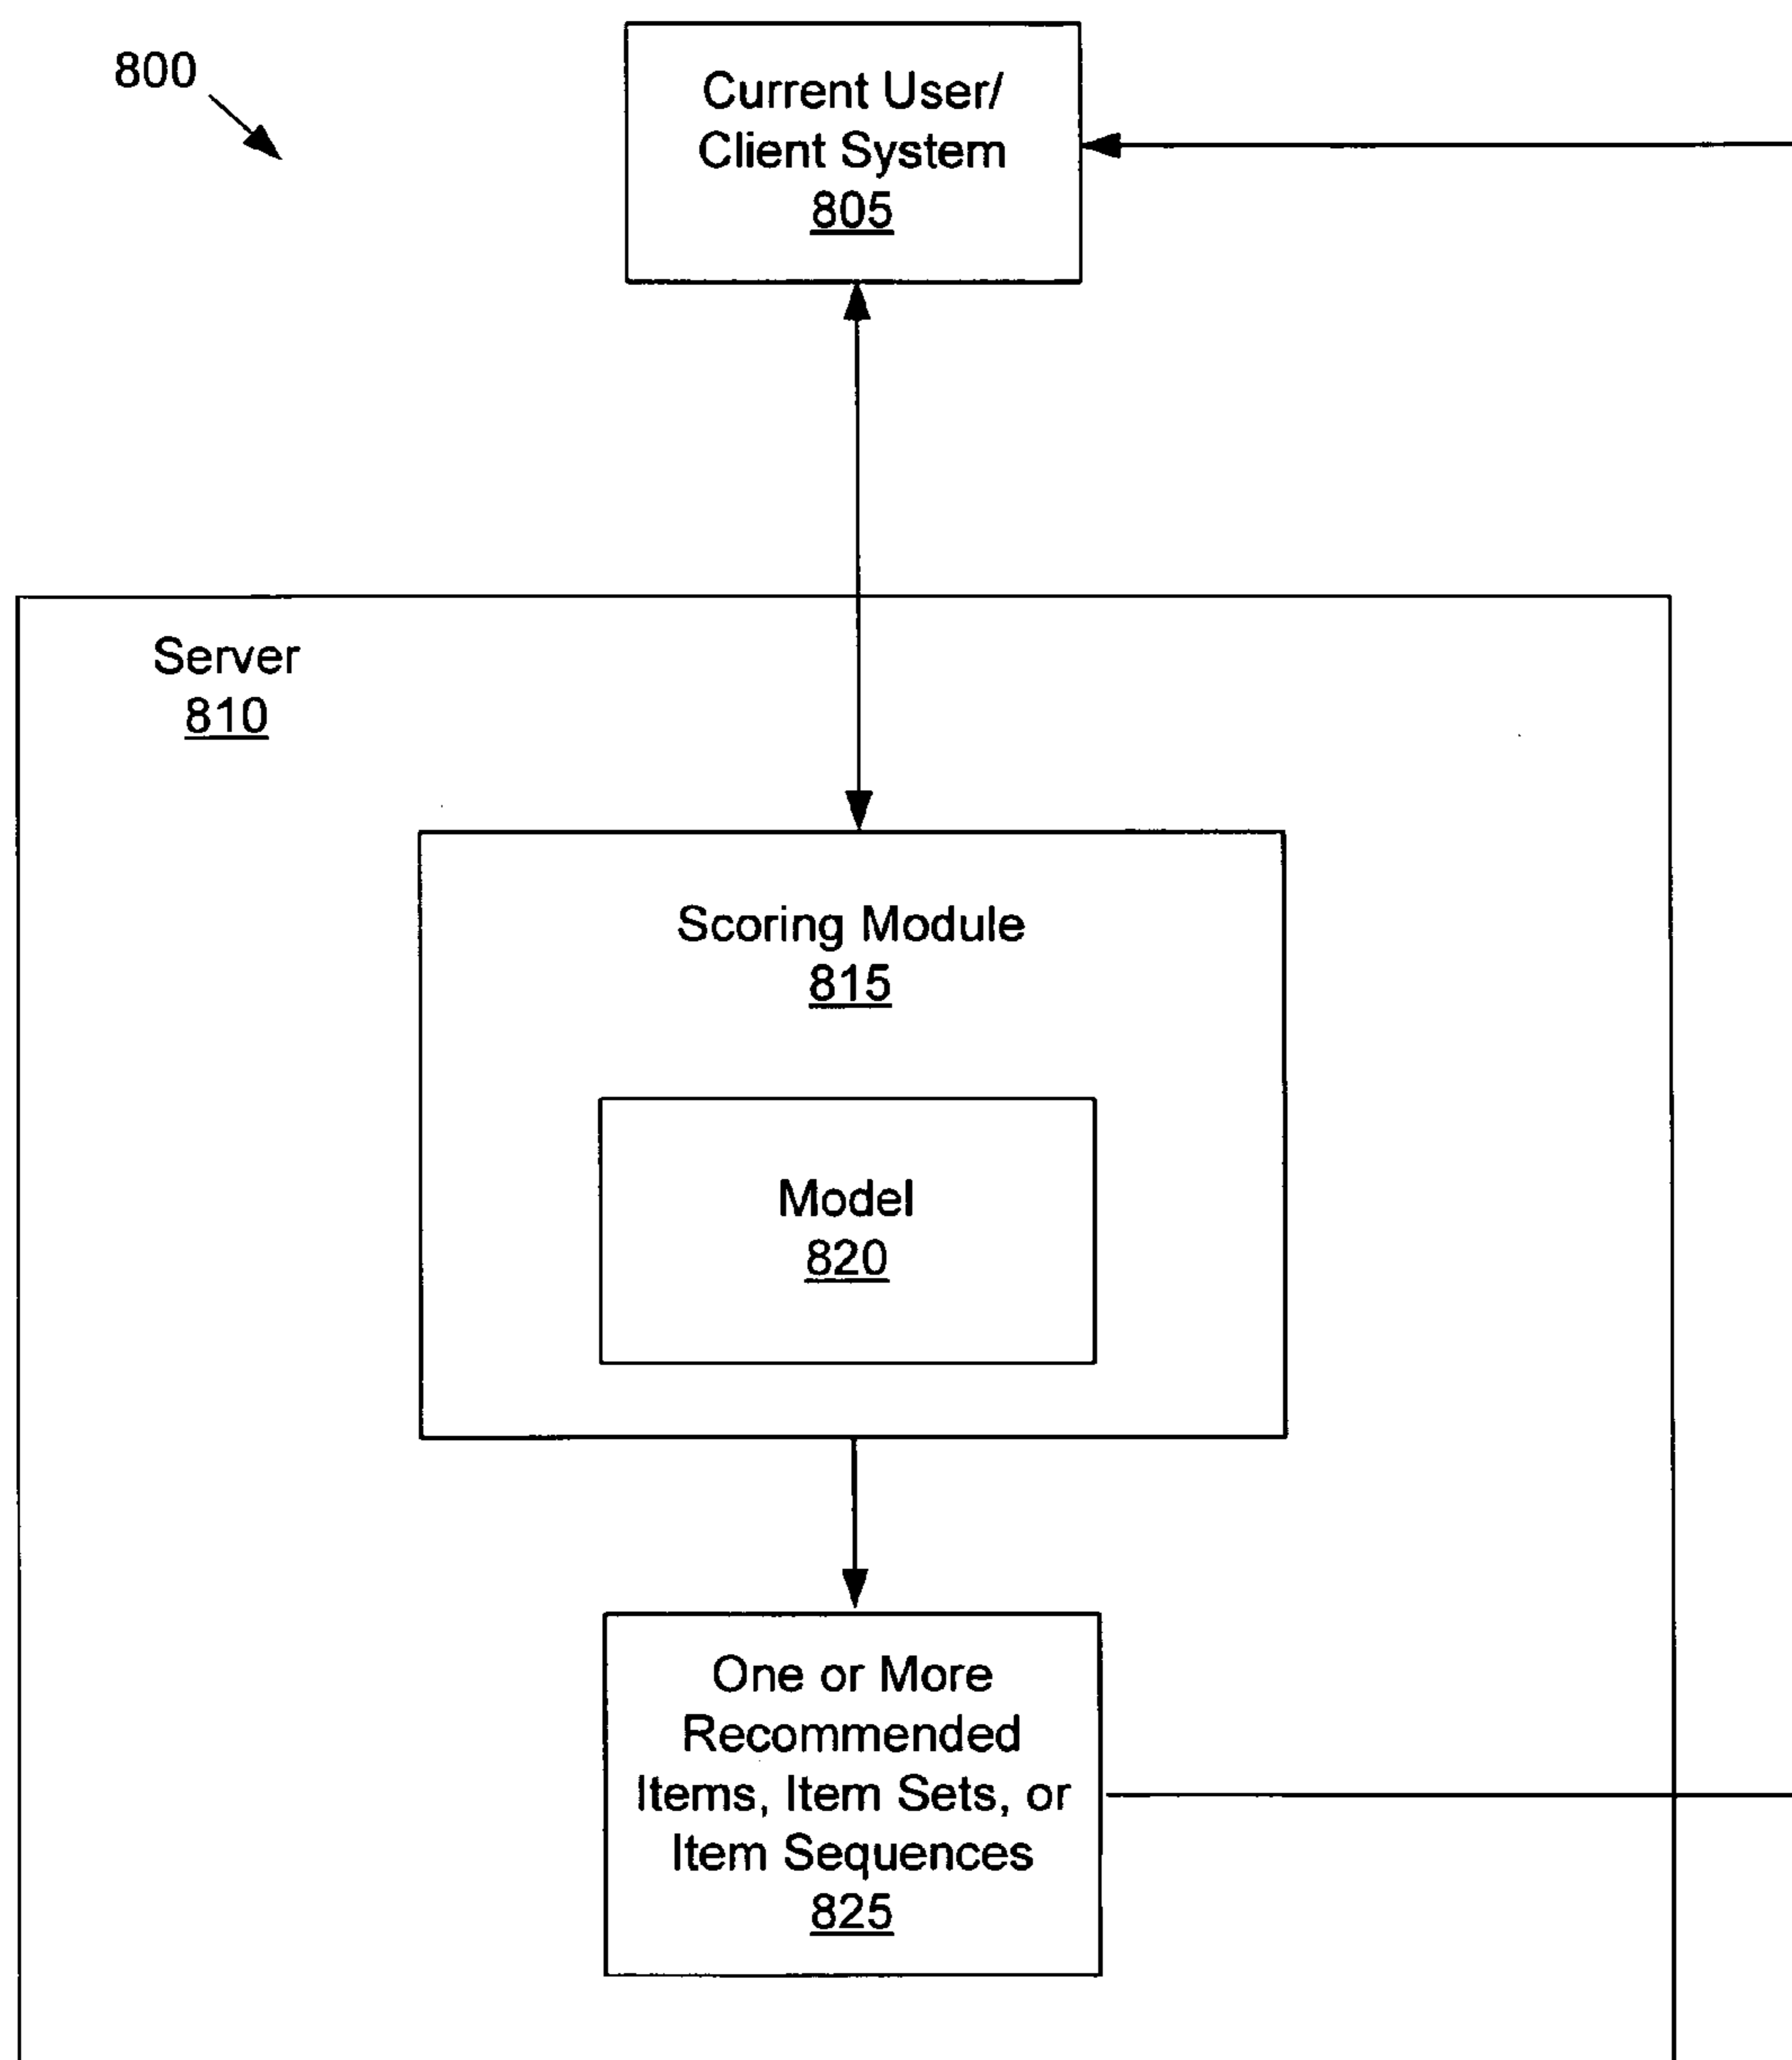 800
Current User/
Client System
805
Server
810
Scoring Module
815
Model
820
One or More
Recommended
Items, Item Sets, or
Item Sequences
825